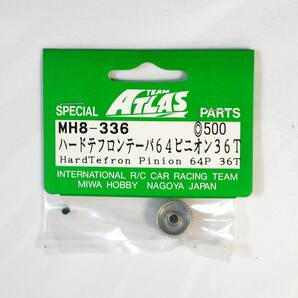 TEAM
ATLAS
SPECIAL PARTS
MH8-336 ◎500
ハードテフロンテーパ64ピニオン36T
HardTefron Pinion 64P 36T
INTERNATIONAL R/C CAR RACING TEAM
MIWA HOBBY NAGOYA JAPAN